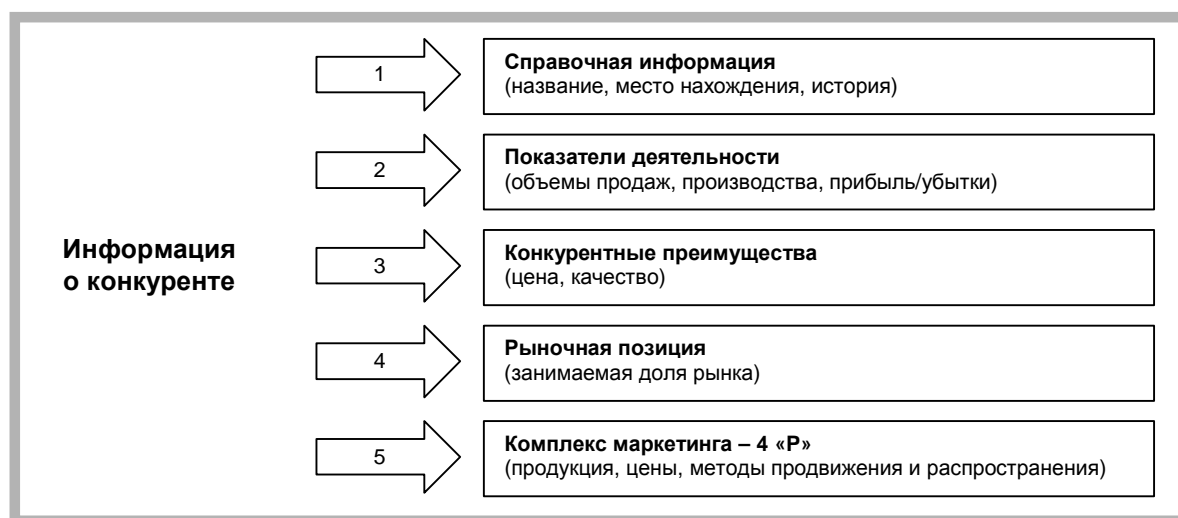 1
Справочная информация
(название, место нахождения, история)
2
Показатели деятельности
(объемы продаж, производства, прибыль/убытки)
Информация
о конкуренте
3
Конкурентные преимущества
(цена, качество)
4
Рыночная позиция
(занимаемая доля рынка)
5
Комплекс маркетинга – 4 «Р»
(продукция, цены, методы продвижения и распространения)